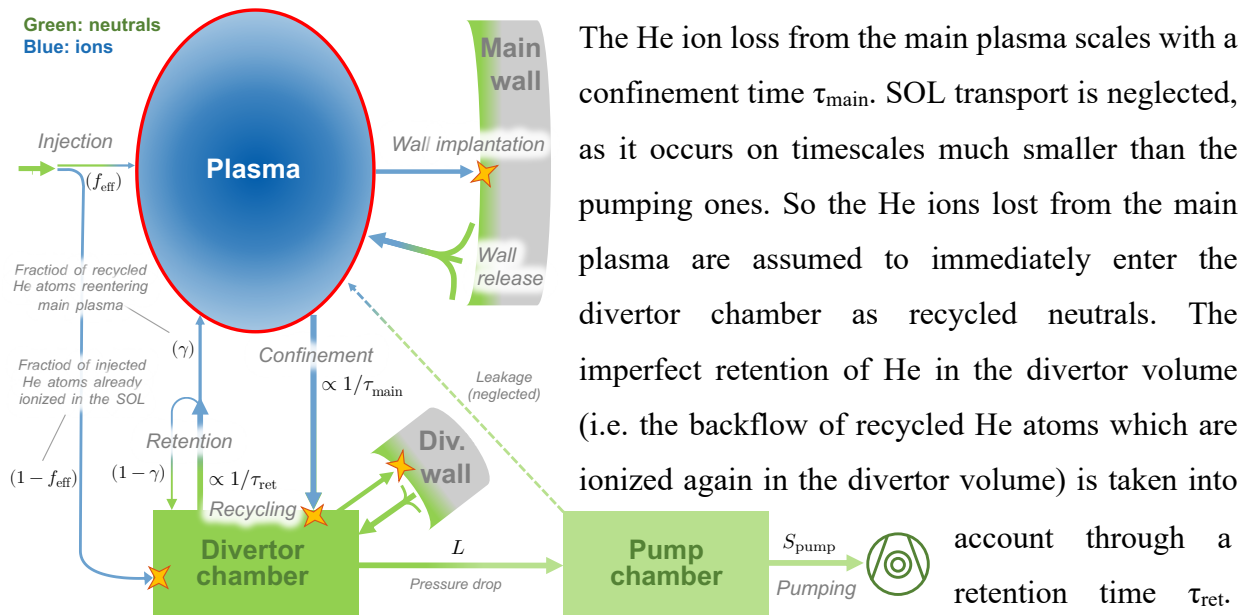 Green: neutrals
Blue: ions
Injection
(f_eff)
Plasma
Main
wall
Wall implantation
Wall
release
Fractiod of recycled
He atoms reentering
main plasma
(γ)
Fractiod of injected
He atoms already
ionized in the SOL
(1 − f_eff)
Confinement
∝ 1/τ_main
Leakage
(neglected)
Retention
(1−γ)
∝ 1/τ_ret
Recycling
Div.
wall
Divertor
chamber
L
Pressure drop
Pump
chamber
S_pump
Pumping
The He ion loss from the main plasma scales with a
confinement time τ_main. SOL transport is neglected,
as it occurs on timescales much smaller than the
pumping ones. So the He ions lost from the main
plasma are assumed to immediately enter the
divertor chamber as recycled neutrals. The
imperfect retention of He in the divertor volume
(i.e. the backflow of recycled He atoms which are
ionized again in the divertor volume) is taken into
account through a
retention time τ_ret.